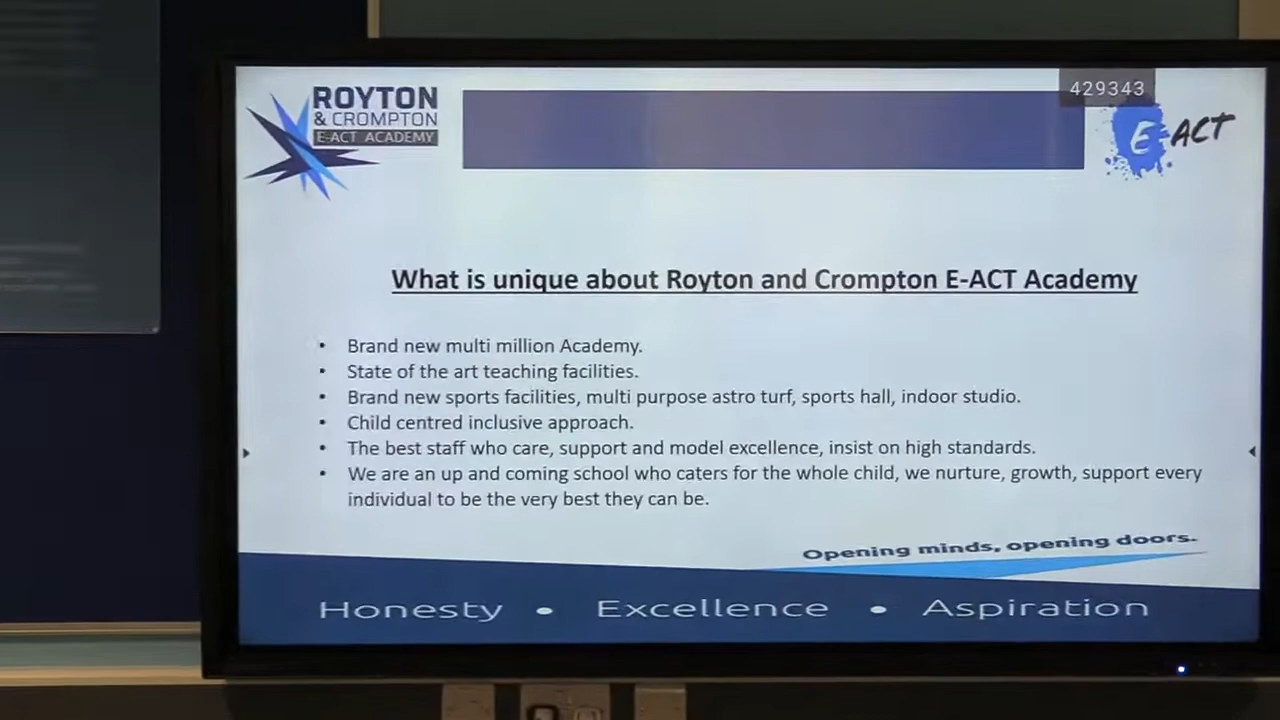 ROYTON
& CROMPTON
E-ACT ACADEMY
429343
E-ACT
What is unique about Royton and Crompton E-ACT Academy
• Brand new multi million Academy.
• State of the art teaching facilities.
• Brand new sports facilities, multi purpose astro turf, sports hall, indoor studio.
• Child centred inclusive approach.
• The best staff who care, support and model excellence, insist on high standards.
• We are an up and coming school who caters for the whole child, we nurture, growth, support every
individual to be the very best they can be.
Opening minds, opening doors.
Honesty • Excellence • Aspiration